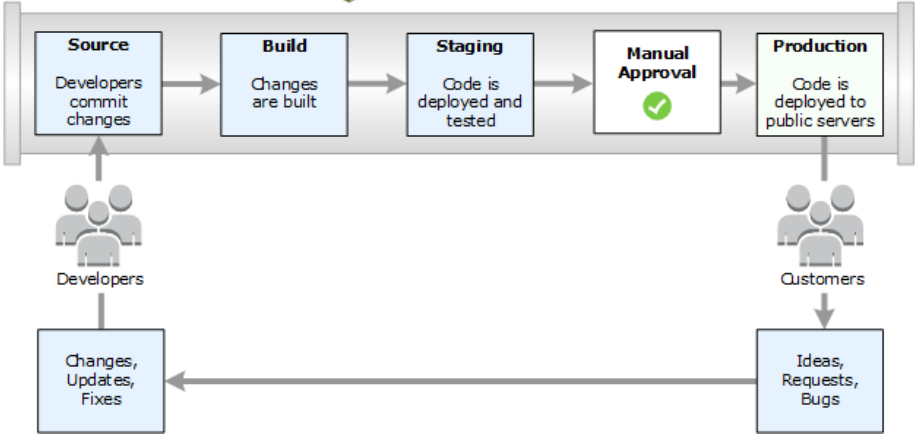 Source
Developers
commit
changes
Build
Changes
are built
Staging
Code is
deployed and
tested
Manual
Approval
Production
Code is
deployed to
public servers
Developers
Customers
Changes,
Updates,
Fixes
Ideas,
Requests,
Bugs